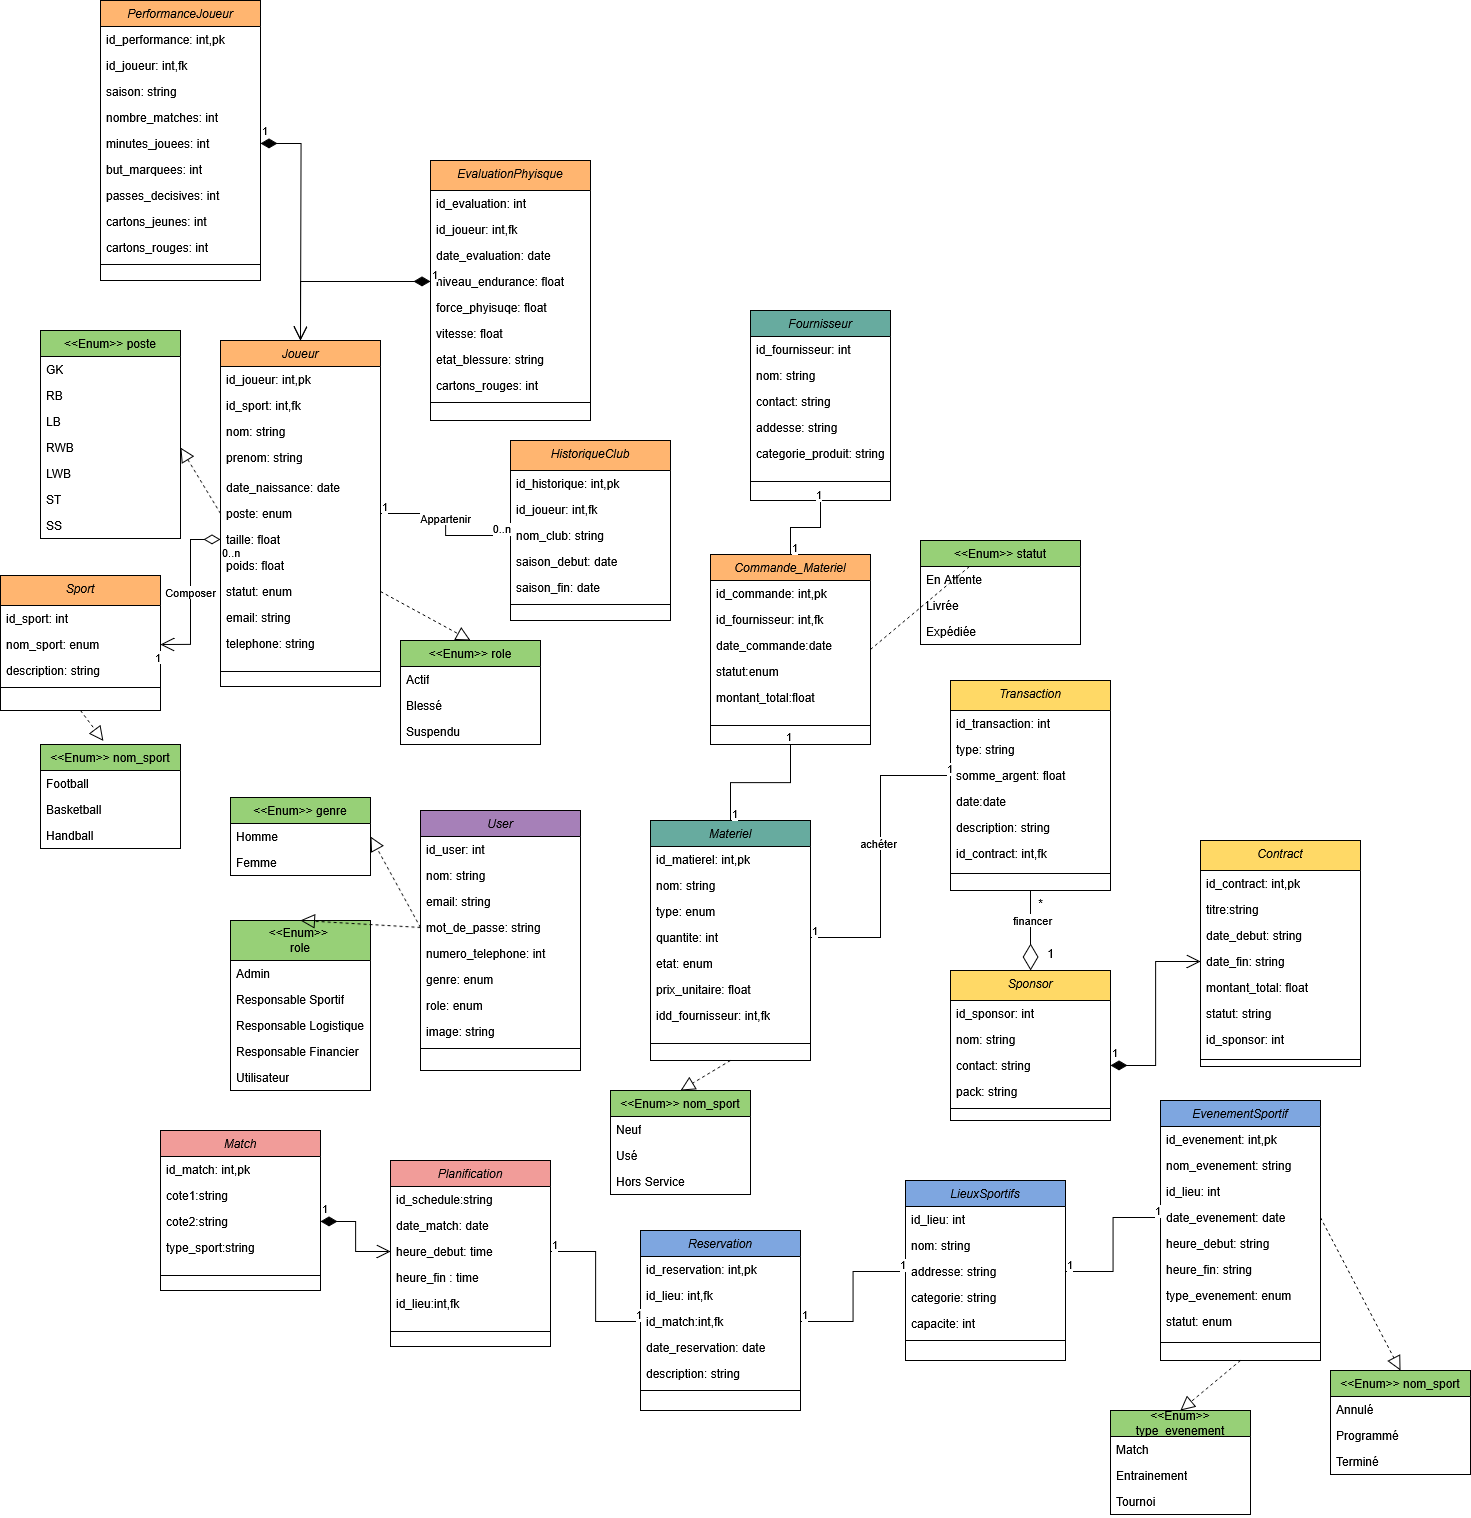 PerformanceJoueur
id_performance: int,pk
id_joueur: int,fk
saison: string
nombre_matches: int
minutes_jouees: int
but_marquees: int
passes_decisives: int
cartons_jeunes: int
cartons_rouges: int
1
EvaluationPhyisque
id_evaluation: int
id_joueur: int,fk
date_evaluation: date
niveau_endurance: float
force_phyisuqe: float
vitesse: float
etat_blessure: string
cartons_rouges: int
1
<<Enum>> poste
GK
RB
LB
RWB
LWB
ST
SS
Joueur
id_joueur: int,pk
id_sport: int,fk
nom: string
prenom: string
date_naissance: date
poste: enum
taille: float
poids: float
statut: enum
email: string
telephone: string
0..n
Composer
1
1
Appartenir
0..n
HistoriqueClub
id_historique: int,pk
id_joueur: int,fk
nom_club: string
saison_debut: date
saison_fin: date
Sport
id_sport: int
nom_sport: enum
description: string
<<Enum>> role
Actif
Blessé
Suspendu
<<Enum>> nom_sport
Football
Basketball
Handball
Fournisseur
id_fournisseur: int
nom: string
contact: string
addesse: string
categorie_produit: string
1
1
Commande_Materiel
id_commande: int,pk
id_fournisseur: int,fk
date_commande:date
statut:enum
montant_total:float
1
1
<<Enum>> statut
En Attente
Livrée
Expédiée
Transaction
id_transaction: int
type: string
somme_argent: float
date:date
description: string
id_contract: int,fk
1
achéter
1
*
financer
1
<<Enum>> genre
Homme
Femme
User
id_user: int
nom: string
email: string
mot_de_passe: string
numero_telephone: int
genre: enum
role: enum
image: string
<<Enum>>
role
Admin
Responsable Sportif
Responsable Logistique
Responsable Financier
Utilisateur
Materiel
id_matierel: int,pk
nom: string
type: enum
quantite: int
etat: enum
prix_unitaire: float
idd_fournisseur: int,fk
<<Enum>> nom_sport
Neuf
Usé
Hors Service
Contract
id_contract: int,pk
titre:string
date_debut: string
date_fin: string
montant_total: float
statut: string
id_sponsor: int
Sponsor
id_sponsor: int
nom: string
contact: string
pack: string
1
Match
id_match: int,pk
cote1:string
cote2:string
type_sport:string
1
Planification
id_schedule:string
date_match: date
heure_debut: time
heure_fin : time
id_lieu:int,fk
1
1
Reservation
id_reservation: int,pk
id_lieu: int,fk
id_match:int,fk
date_reservation: date
description: string
1
1
LieuxSportifs
id_lieu: int
nom: string
addresse: string
categorie: string
capacite: int
1
1
EvenementSportif
id_evenement: int,pk
nom_evenement: string
id_lieu: int
date_evenement: date
heure_debut: string
heure_fin: string
type_evenement: enum
statut: enum
<<Enum>> nom_sport
Annulé
Programmé
Terminé
<<Enum>>
type_evenement
Match
Entrainement
Tournoi